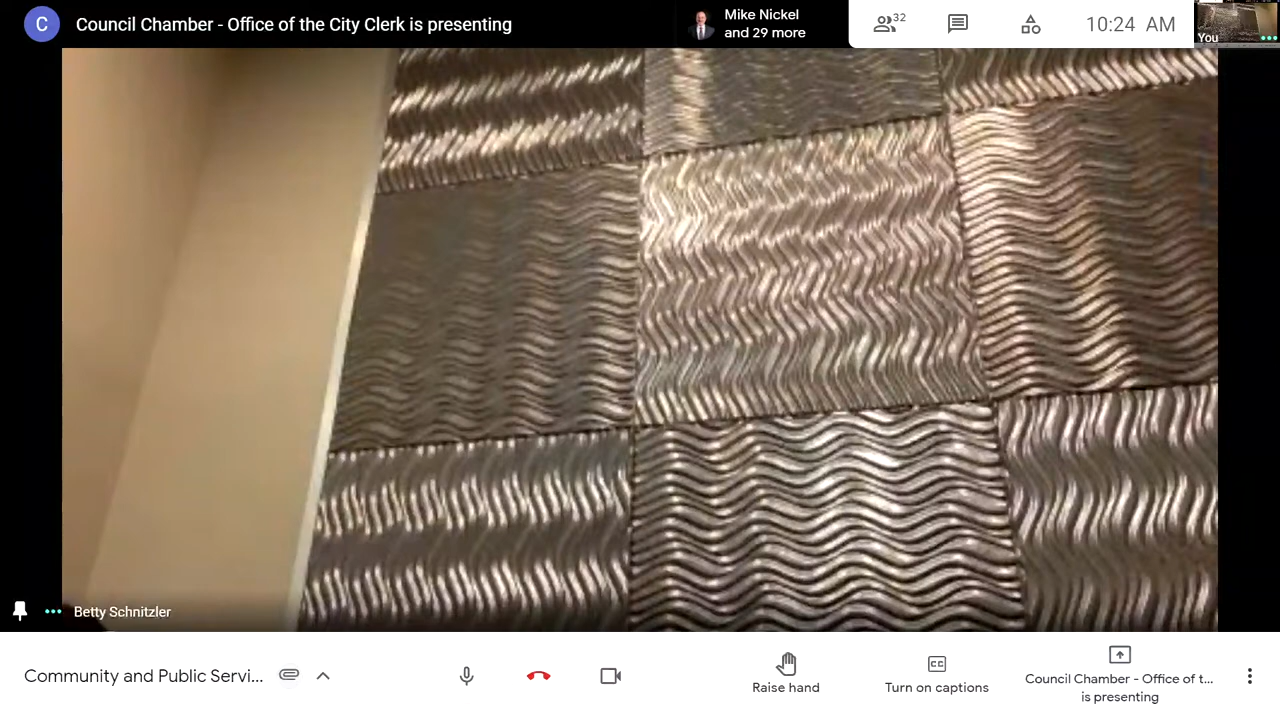 C
Council Chamber - Office of the City Clerk is presenting
Mike Nickel
and 29 more
32
10:24 AM
You
Betty Schnitzler
Community and Public Servi...
Raise hand
CC
Turn on captions
Council Chamber - Office of t...
is presenting